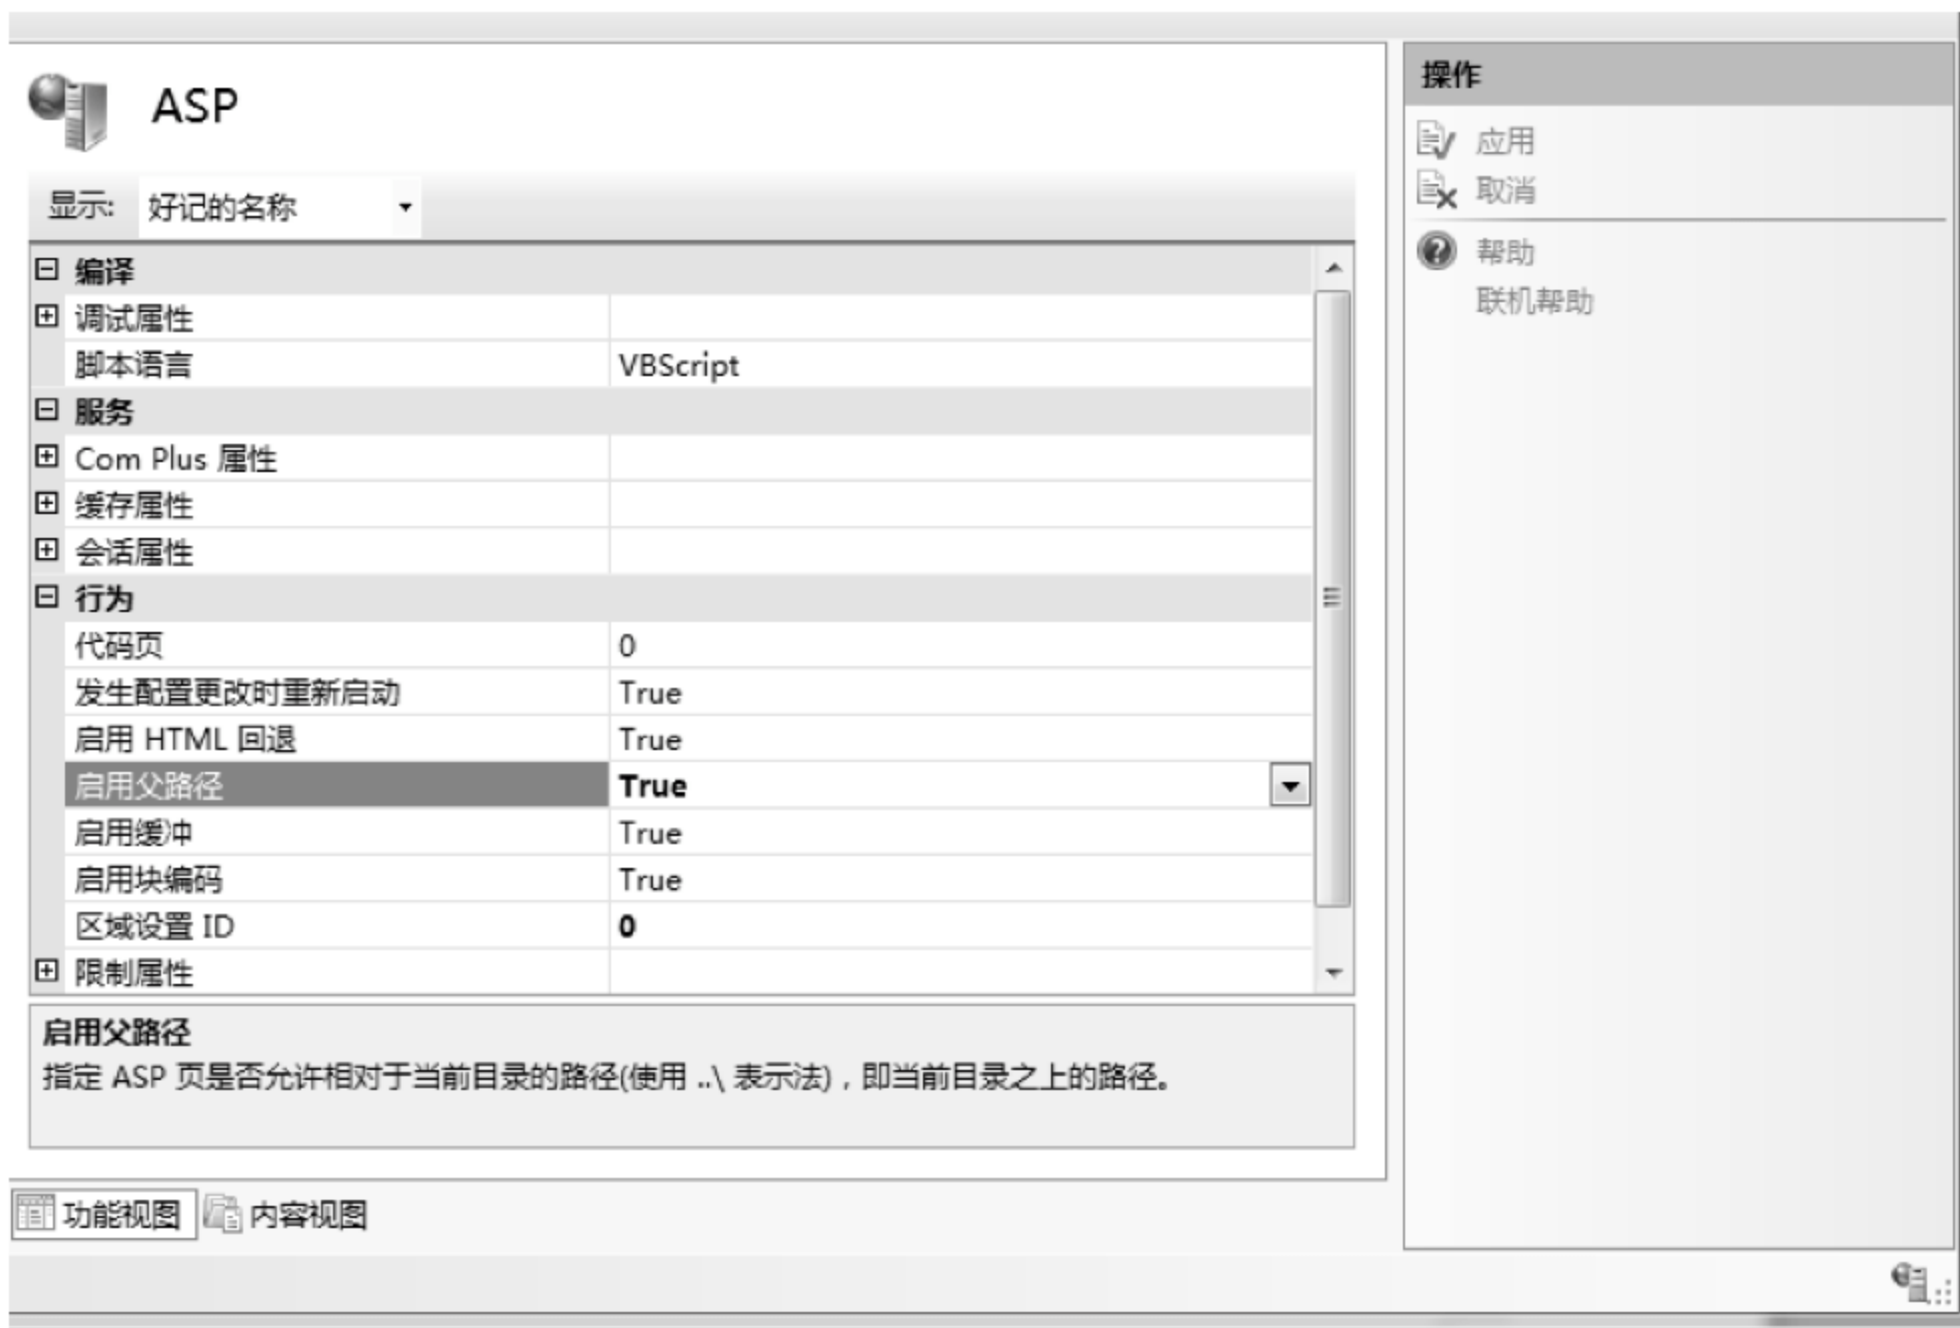 ASP
显示: 好记的名称
编译
调试属性
脚本语言 VBScript
服务
Com Plus 属性
缓存属性
会话属性
行为
代码页 0
发生配置更改时重新启动 True
启用 HTML 回退 True
启用父路径 True
启用缓冲 True
启用块编码 True
区域设置 ID 0
限制属性
启用父路径
指定 ASP 页是否允许相对于当前目录的路径(使用 ..\ 表示法)，即当前目录之上的路径。
功能视图 内容视图
操作
应用
取消
帮助
联机帮助